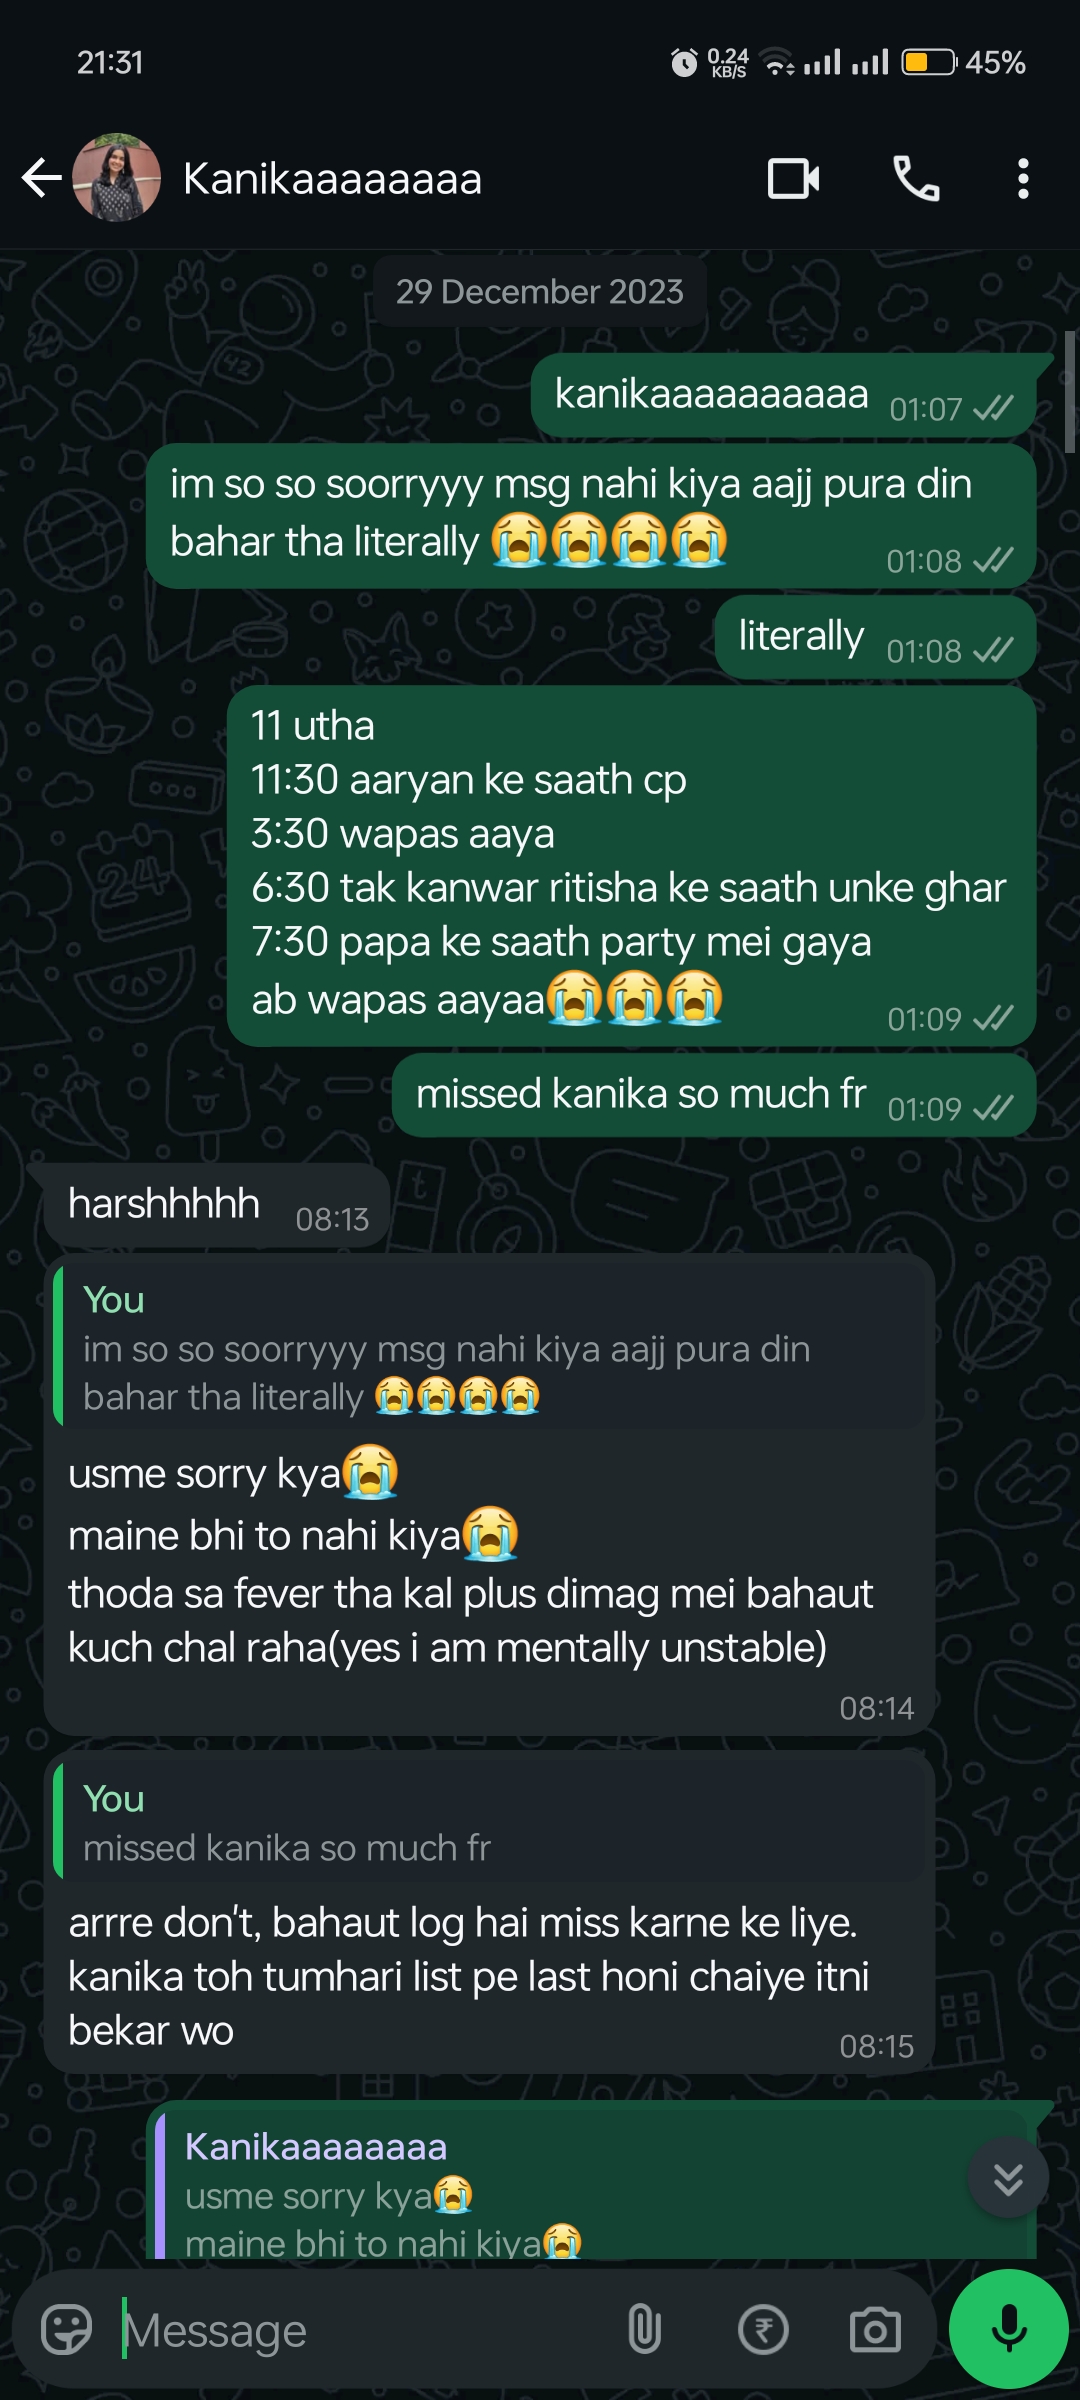 21:31
0.24
KB/S
45%
Kanikaaaaaaaa
29 December 2023
kanikaaaaaaaaaa 01:07
im so so soorryyy msg nahi kiya aajj pura din
bahar tha literally 😭😭😭😭 01:08
literally 01:08
11 utha
11:30 aaryan ke saath cp
3:30 wapas aaya
6:30 tak kanwar ritisha ke saath unke ghar
7:30 papa ke saath party mei gaya
ab wapas aayaa😭😭😭 01:09
missed kanika so much fr 01:09
harshhhhh 08:13
You
im so so soorryyy msg nahi kiya aajj pura din
bahar tha literally 😭😭😭😭
usme sorry kya😭
maine bhi to nahi kiya😭
thoda sa fever tha kal plus dimag mei bahaut
kuch chal raha(yes i am mentally unstable)
08:14
You
missed kanika so much fr
arrre don't, bahaut log hai miss karne ke liye.
kanika toh tumhari list pe last honi chaiye itni
bekar wo 08:15
Kanikaaaaaaaa
usme sorry kya😭
maine bhi to nahi kiya😭
Message